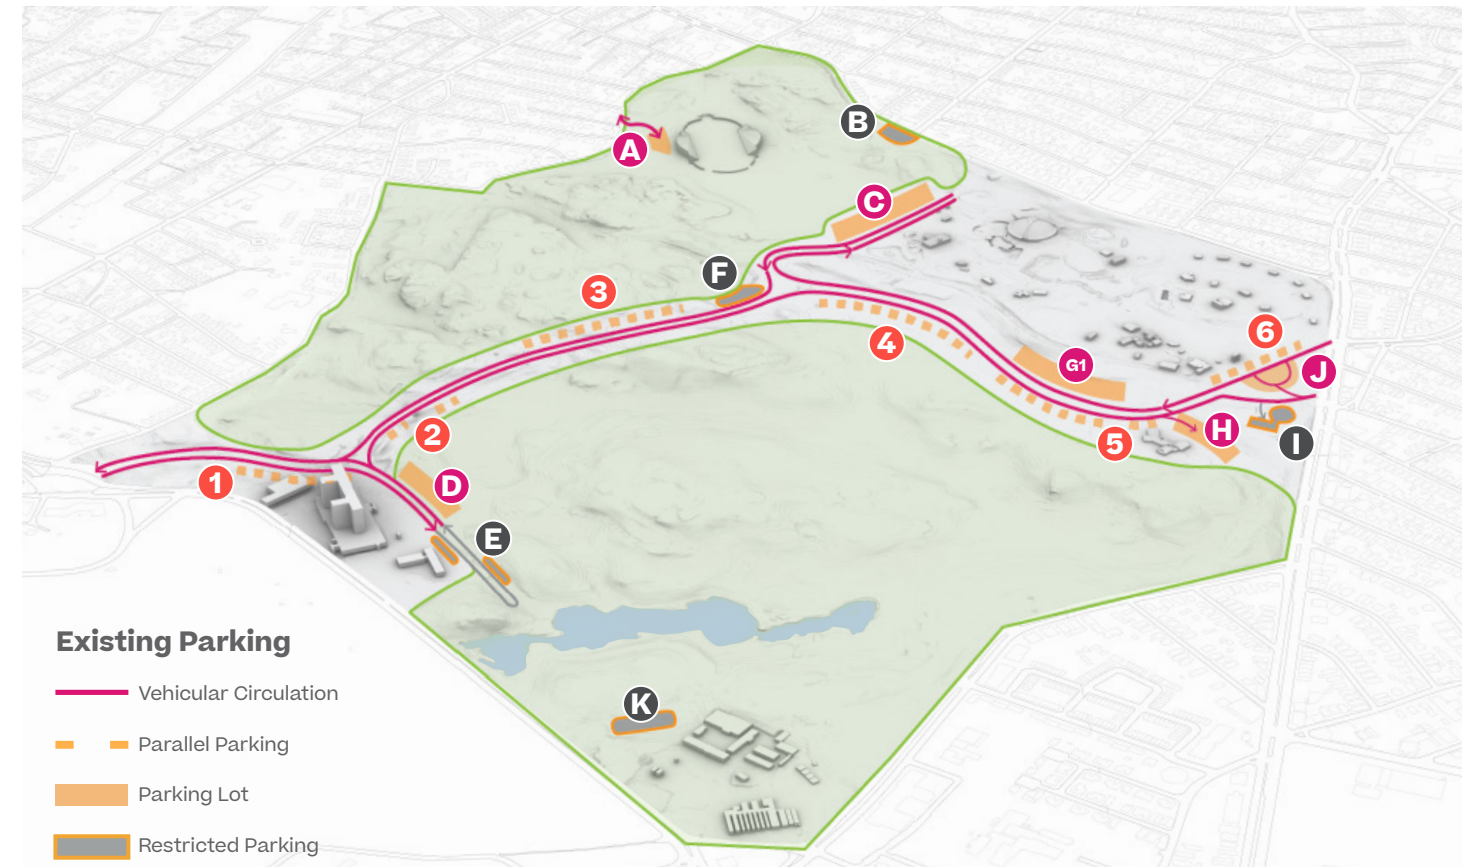 B
A
C
F
3
6
4
G1
J
2
H
5
I
1
D
E
Existing Parking
Vehicular Circulation
K
Parallel Parking
Parking Lot
Restricted Parking